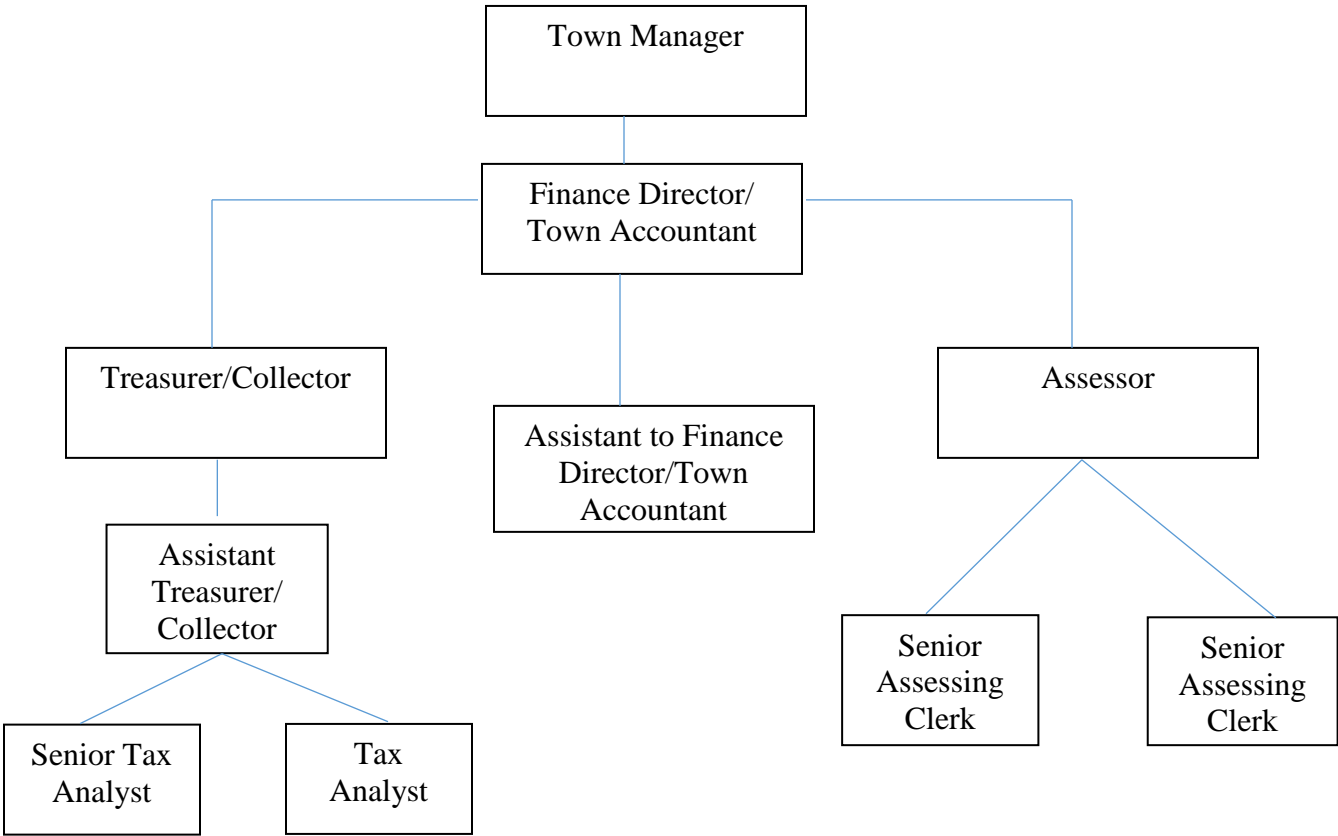 Town Manager
Finance Director/
Town Accountant
Treasurer/Collector
Assistant to Finance
Director/Town
Accountant
Assessor
Assistant
Treasurer/
Collector
Senior
Assessing
Clerk
Senior
Assessing
Clerk
Senior Tax
Analyst
Tax
Analyst